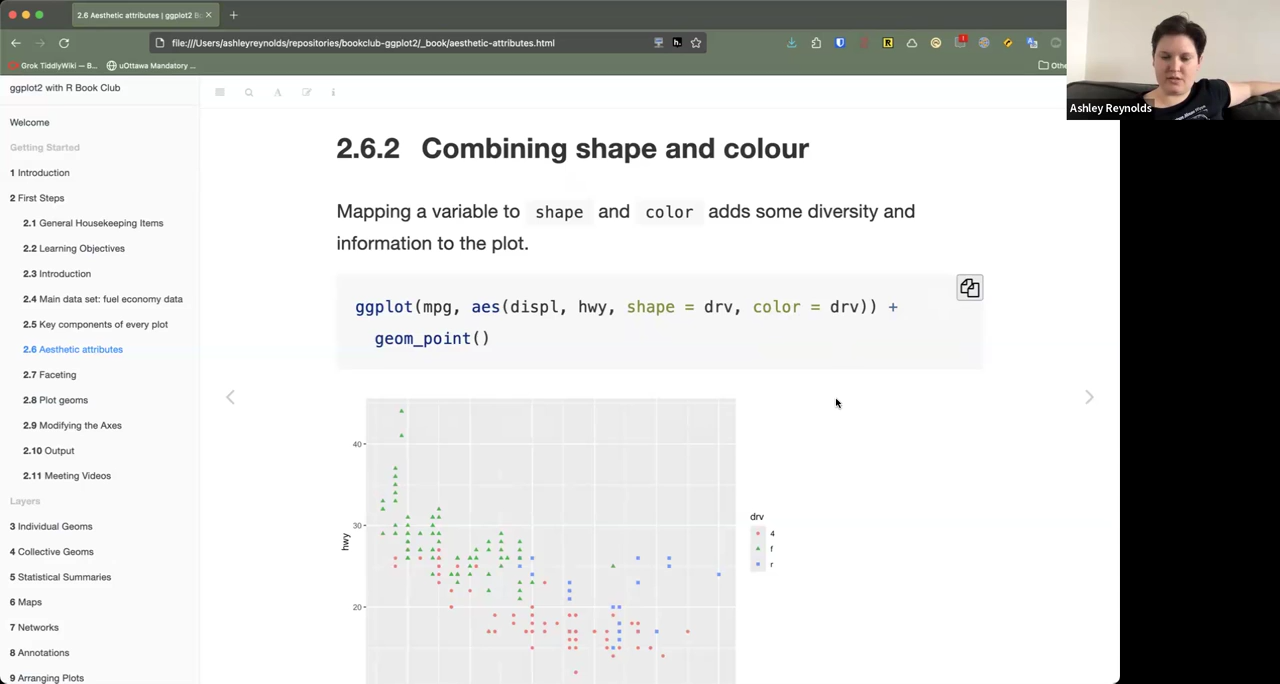 2.6 Aesthetic attributes | ggplot2 B
file:///Users/ashleyreynolds/repositories/bookclub-ggplot2/_book/aesthetic-attributes.html
Grok TiddlyWiki — B...
uOttawa Mandatory ...
Othe
Ashley Reynolds
ggplot2 with R Book Club
Welcome
Getting Started
1 Introduction
2 First Steps
2.1 General Housekeeping Items
2.2 Learning Objectives
2.3 Introduction
2.4 Main data set: fuel economy data
2.5 Key components of every plot
2.6 Aesthetic attributes
2.7 Faceting
2.8 Plot geoms
2.9 Modifying the Axes
2.10 Output
2.11 Meeting Videos
Layers
3 Individual Geoms
4 Collective Geoms
5 Statistical Summaries
6 Maps
7 Networks
8 Annotations
9 Arranging Plots
2.6.2 Combining shape and colour
Mapping a variable to shape and color adds some diversity and
information to the plot.
ggplot(mpg, aes(displ, hwy, shape = drv, color = drv)) +
geom_point()
40
30
20
hwy
drv
4
f
r